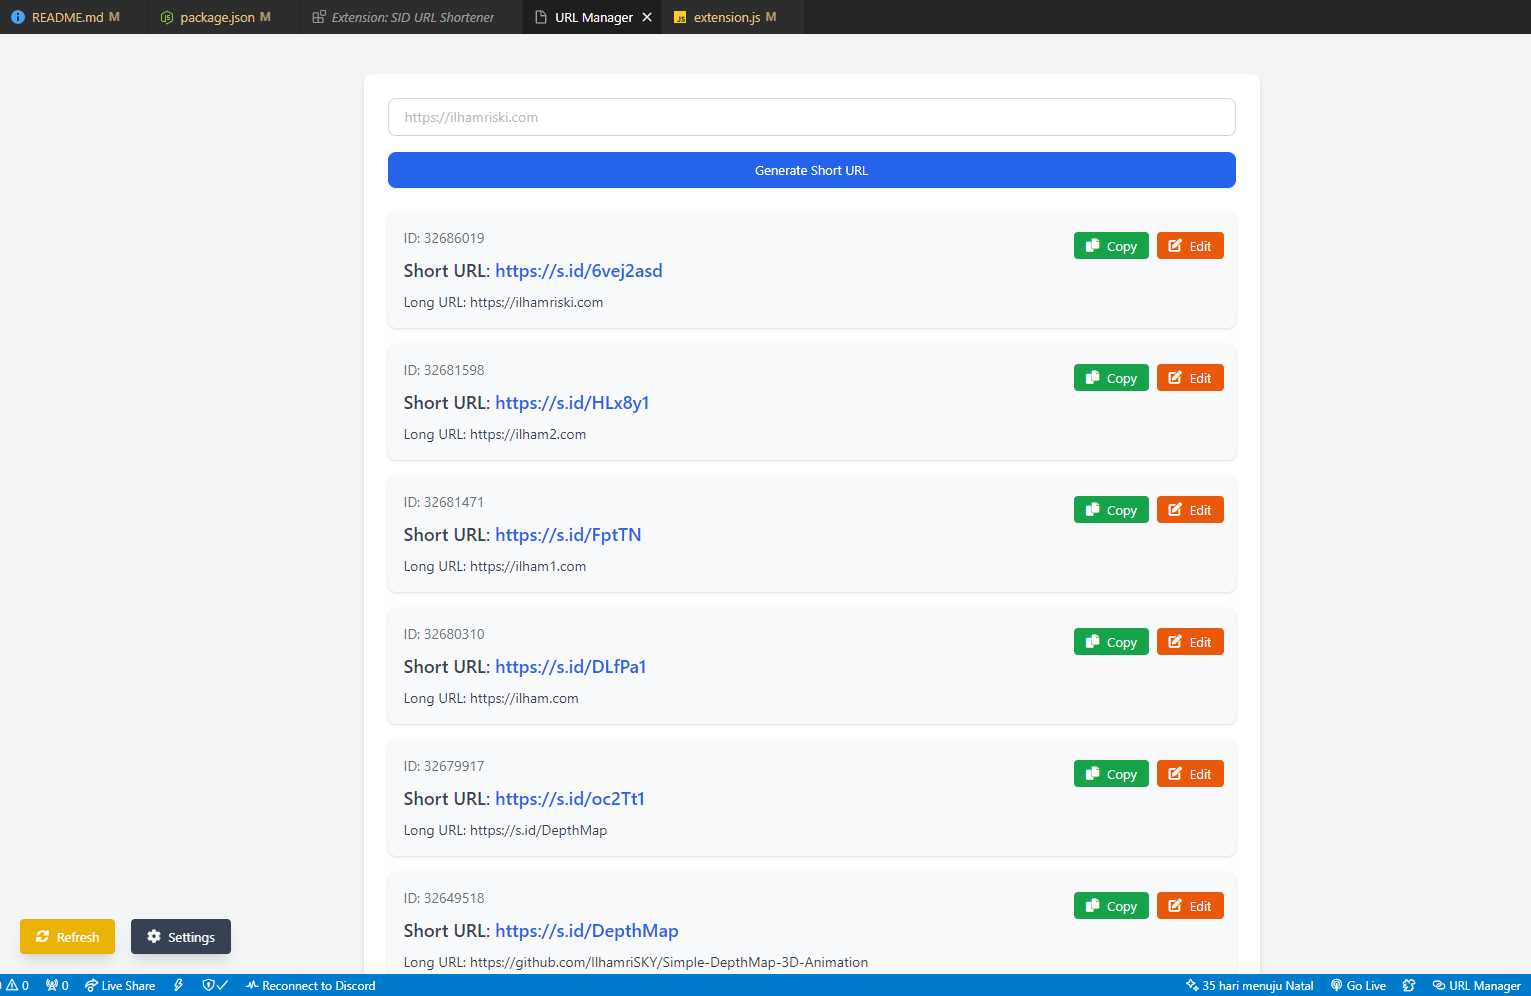 README.md M
package.json M
Extension: SID URL Shortener
URL Manager
JS extension.js M
https://ilhamriski.com
Generate Short URL
ID: 32686019
Copy
Edit
Short URL: https://s.id/6vej2asd
Long URL: https://ilhamriski.com
ID: 32681598
Copy
Edit
Short URL: https://s.id/HLx8y1
Long URL: https://ilham2.com
ID: 32681471
Copy
Edit
Short URL: https://s.id/FptTN
Long URL: https://ilham1.com
ID: 32680310
Copy
Edit
Short URL: https://s.id/DLfPa1
Long URL: https://ilham.com
ID: 32679917
Copy
Edit
Short URL: https://s.id/oc2Tt1
Long URL: https://s.id/DepthMap
ID: 32649518
Copy
Edit
Short URL: https://s.id/DepthMap
Long URL: https://github.com/IlhamriSKY/Simple-DepthMap-3D-Animation
Refresh
Settings
0 0 Live Share Reconnect to Discord 35 hari menuju Natal Go Live URL Manager